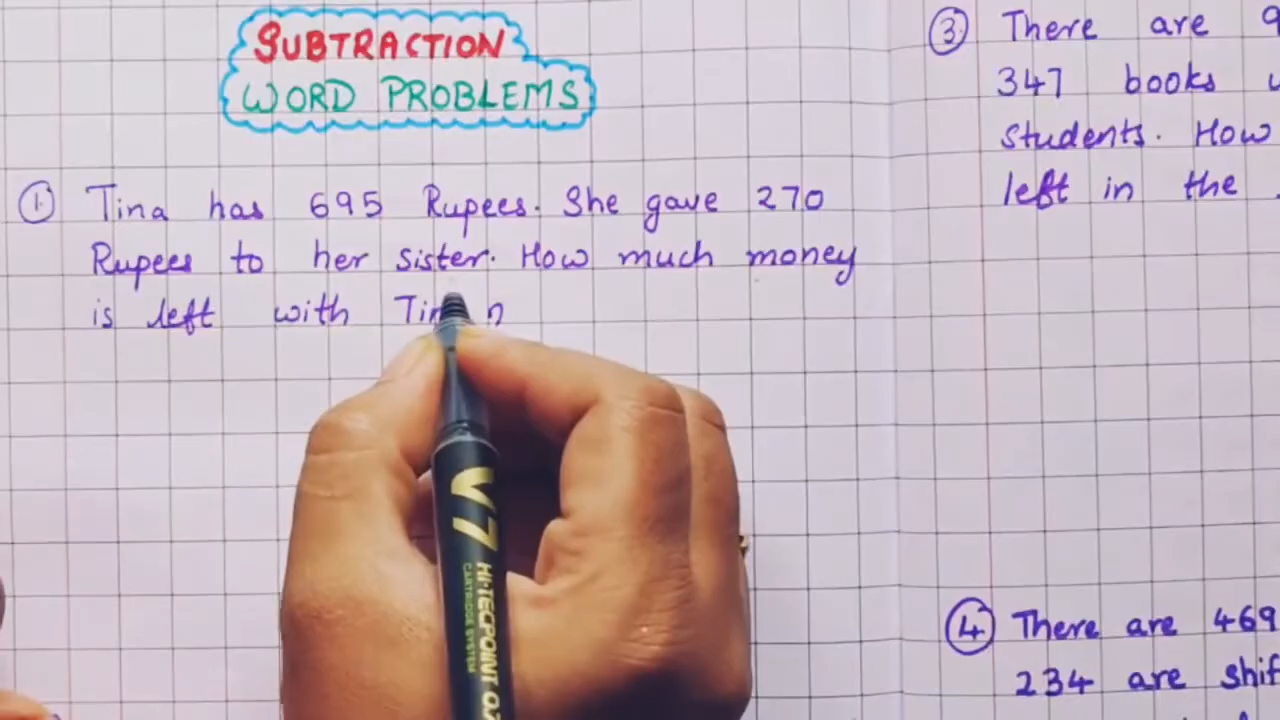 SUBTRACTION
WORD PROBLEMS
① Tina has 695 Rupees. She gave 270
Rupees to her sister. How much money
is left with
③ There are
347 books
students. How
left in the
④ There are 469
234 are
V7
HI-TECPOINT
CARTRIDGE SYSTEM